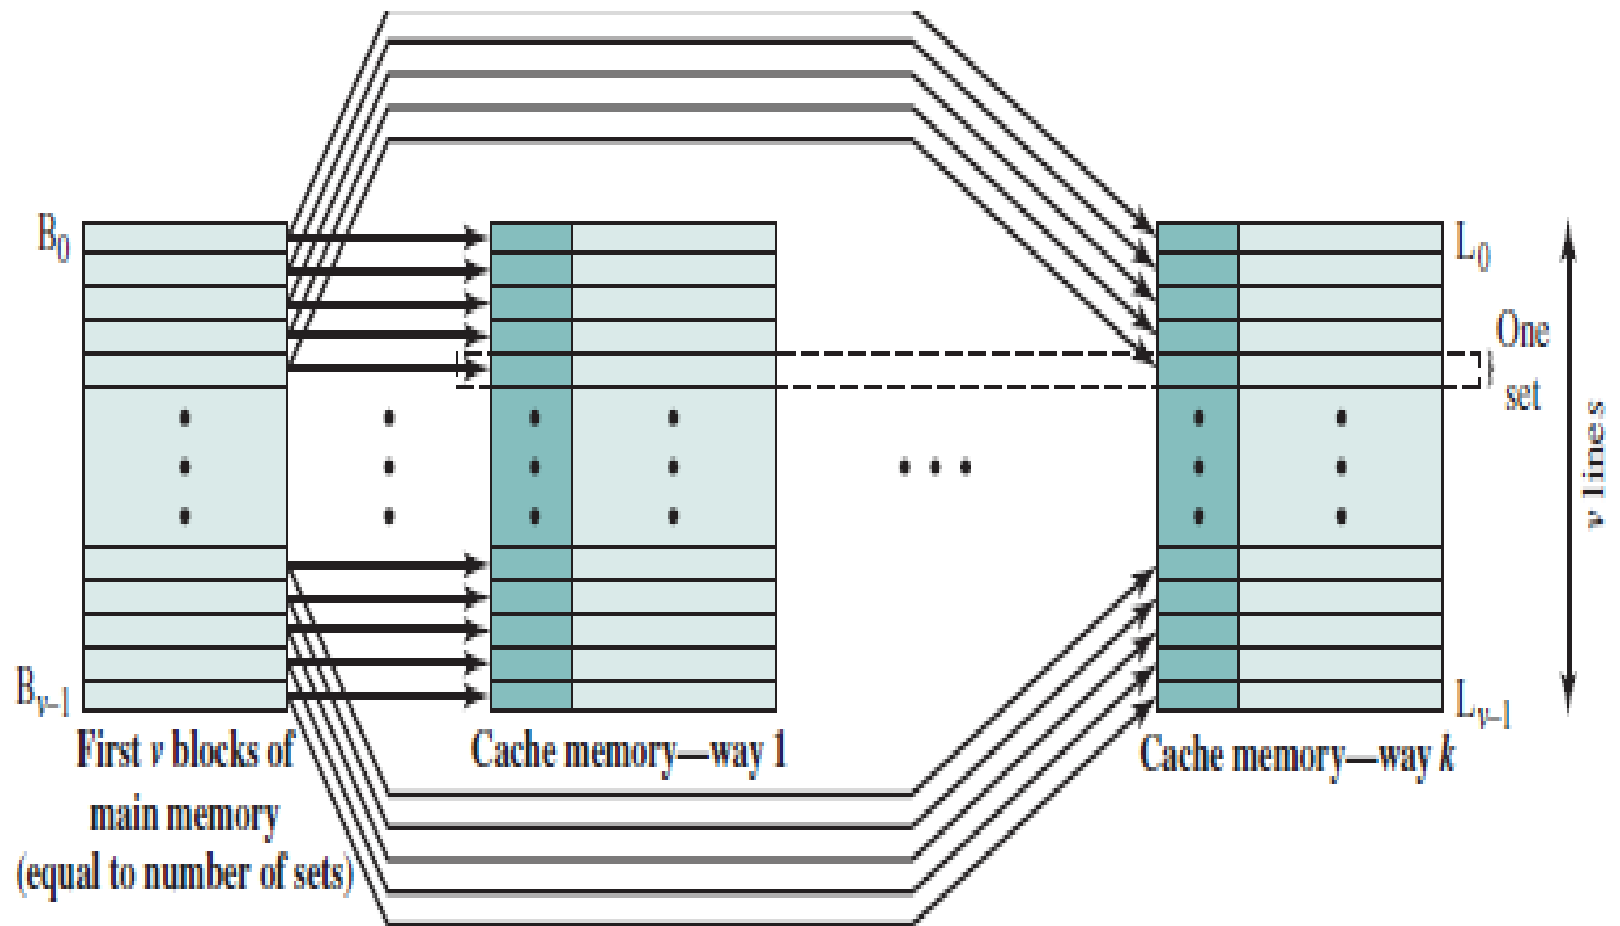 B0
L0
One
set
v lines
Bv–1
Lv–1
First v blocks of
main memory
(equal to number of sets)
Cache memory—way 1
Cache memory—way k